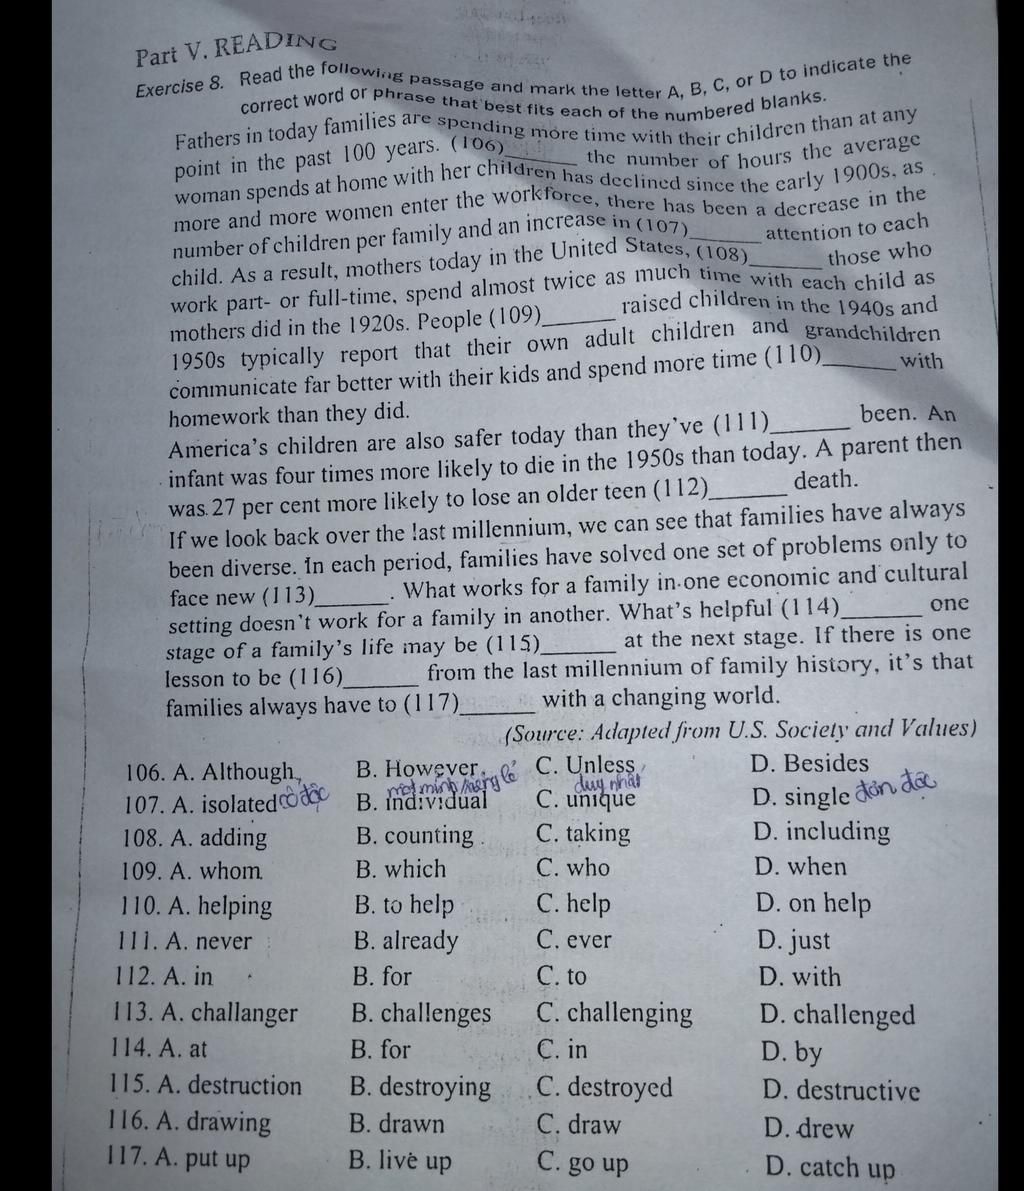 Part V. READING
Exercise 8. Read the following passage and mark the letter A, B, C, or D to indicate the
correct word or phrase that best fits each of the numbered blanks.
Fathers in today families are spending more time with their children than at any
point in the past 100 years. (106)______ the number of hours the average
woman spends at home with her children has declined since the early 1900s, as
more and more women enter the workforce, there has been a decrease in the
number of children per family and an increase in (107)______ attention to each
child. As a result, mothers today in the United States, (108)______ those who
work part- or full-time, spend almost twice as much time with each child as
mothers did in the 1920s. People (109)______ raised children in the 1940s and
1950s typically report that their own adult children and grandchildren
communicate far better with their kids and spend more time (110)______ with
homework than they did.
America's children are also safer today than they've (111)______ been. An
infant was four times more likely to die in the 1950s than today. A parent then
was 27 per cent more likely to lose an older teen (112)______ death.
If we look back over the last millennium, we can see that families have always
been diverse. In each period, families have solved one set of problems only to
face new (113)______. What works for a family in one economic and cultural
setting doesn't work for a family in another. What's helpful (114)______ one
stage of a family's life may be (115)______ at the next stage. If there is one
lesson to be (116)______ from the last millennium of family history, it's that
families always have to (117)______ with a changing world.
(Source: Adapted from U.S. Society and Values)
106. A. Although B. However C. Unless D. Besides
một mình/riêng lẻ duy nhất
107. A. isolated cô độc B. individual C. unique D. single đơn độc
108. A. adding B. counting C. taking D. including
109. A. whom B. which C. who D. when
110. A. helping B. to help C. help D. on help
111. A. never B. already C. ever D. just
112. A. in B. for C. to D. with
113. A. challanger B. challenges C. challenging D. challenged
114. A. at B. for C. in D. by
115. A. destruction B. destroying C. destroyed D. destructive
116. A. drawing B. drawn C. draw D. drew
117. A. put up B. live up C. go up D. catch up